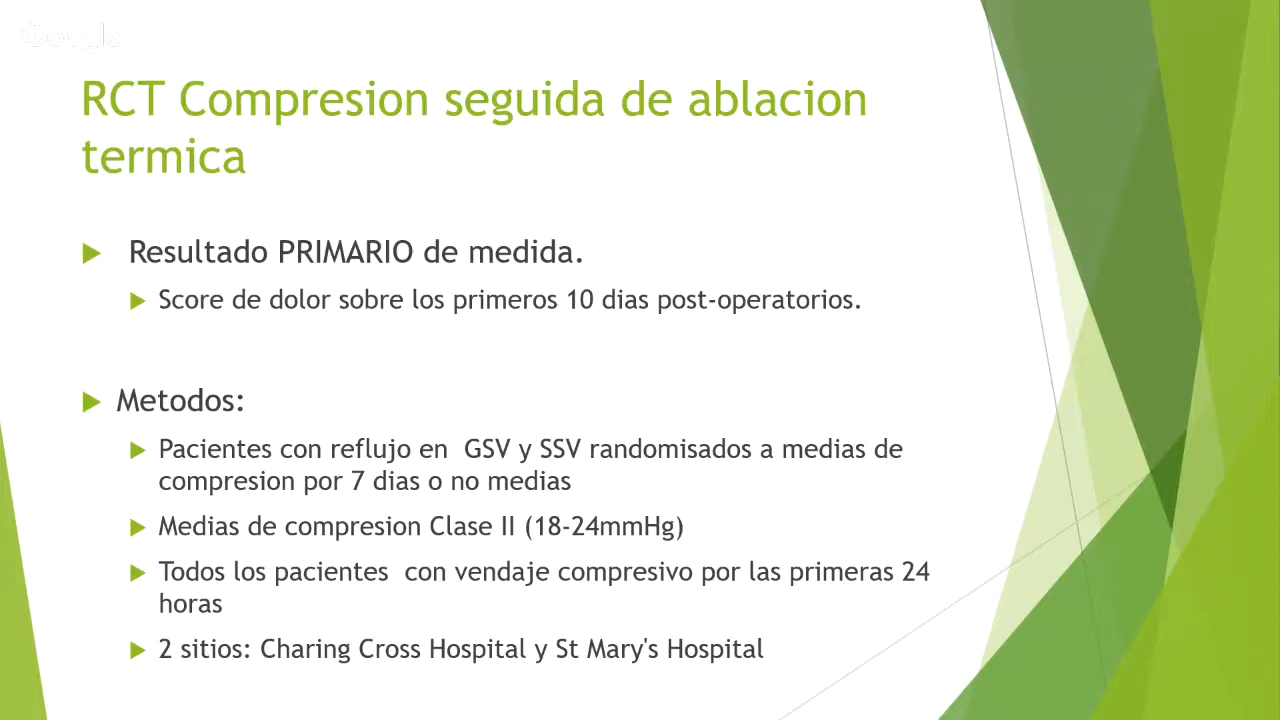 Google
RCT Compresion seguida de ablacion
termica
Resultado PRIMARIO de medida.
Score de dolor sobre los primeros 10 dias post-operatorios.
Metodos:
Pacientes con reflujo en GSV y SSV randomisados a medias de
compresion por 7 dias o no medias
Medias de compresion Clase II (18-24mmHg)
Todos los pacientes con vendaje compresivo por las primeras 24
horas
2 sitios: Charing Cross Hospital y St Mary's Hospital